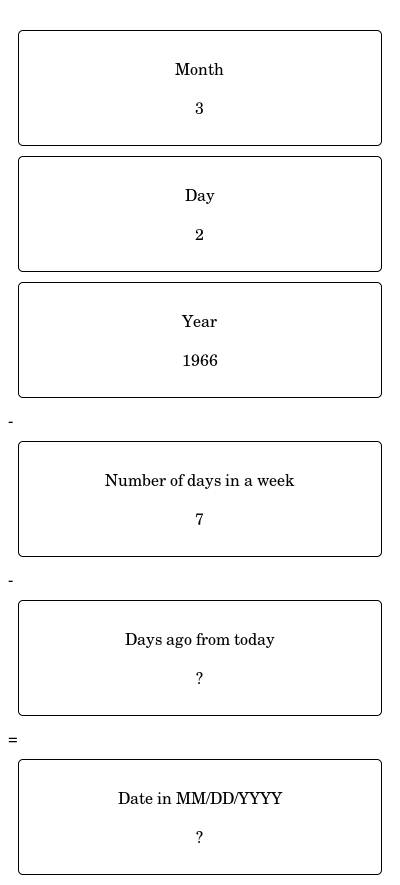 Month
3
Day
2
Year
1966
-
Number of days in a week
7
-
Days ago from today
?
=
Date in MM/DD/YYYY
?